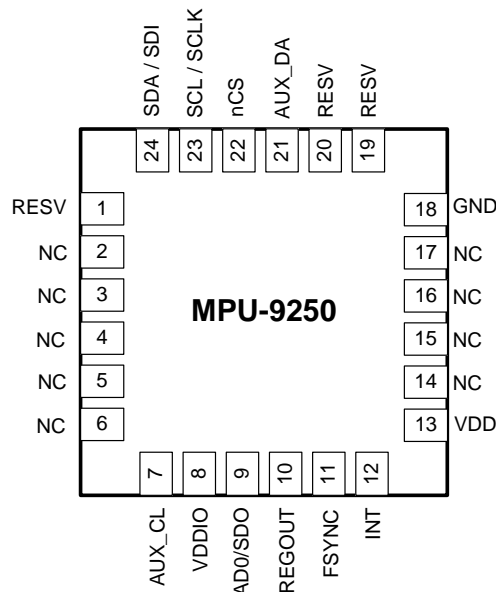 SDA / SDI
SCL / SCLK
nCS
AUX_DA
RESV
RESV
24
23
22
21
20
19
RESV
1
18
GND
NC
2
17
NC
NC
3
16
NC
MPU-9250
NC
4
15
NC
NC
5
14
NC
NC
6
13
VDD
7
8
9
10
11
12
AUX_CL
VDDIO
AD0/SDO
REGOUT
FSYNC
INT